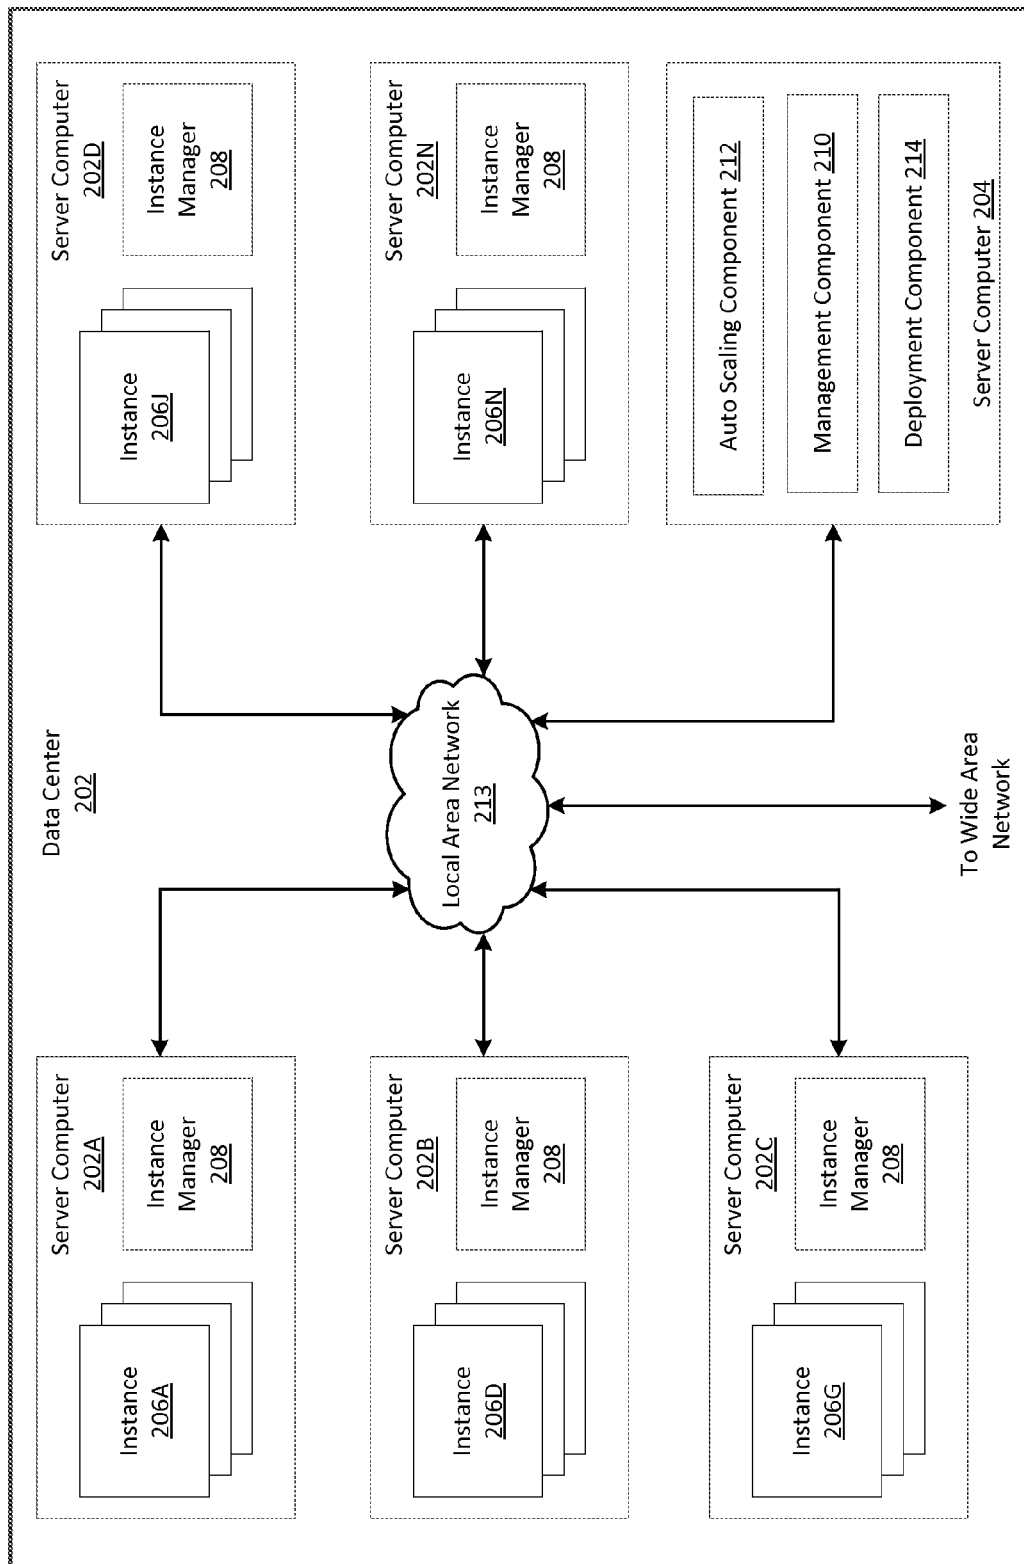 Data Center
202
Server Computer
202A
Instance
206A
Instance
Manager
208
Server Computer
202D
Instance
206J
Instance
Manager
208
Server Computer
202B
Instance
206D
Instance
Manager
208
Local Area Network
213
Server Computer
202N
Instance
206N
Instance
Manager
208
Server Computer
202C
Instance
206G
Instance
Manager
208
To Wide Area
Network
Auto Scaling Component 212
Management Component 210
Deployment Component 214
Server Computer 204